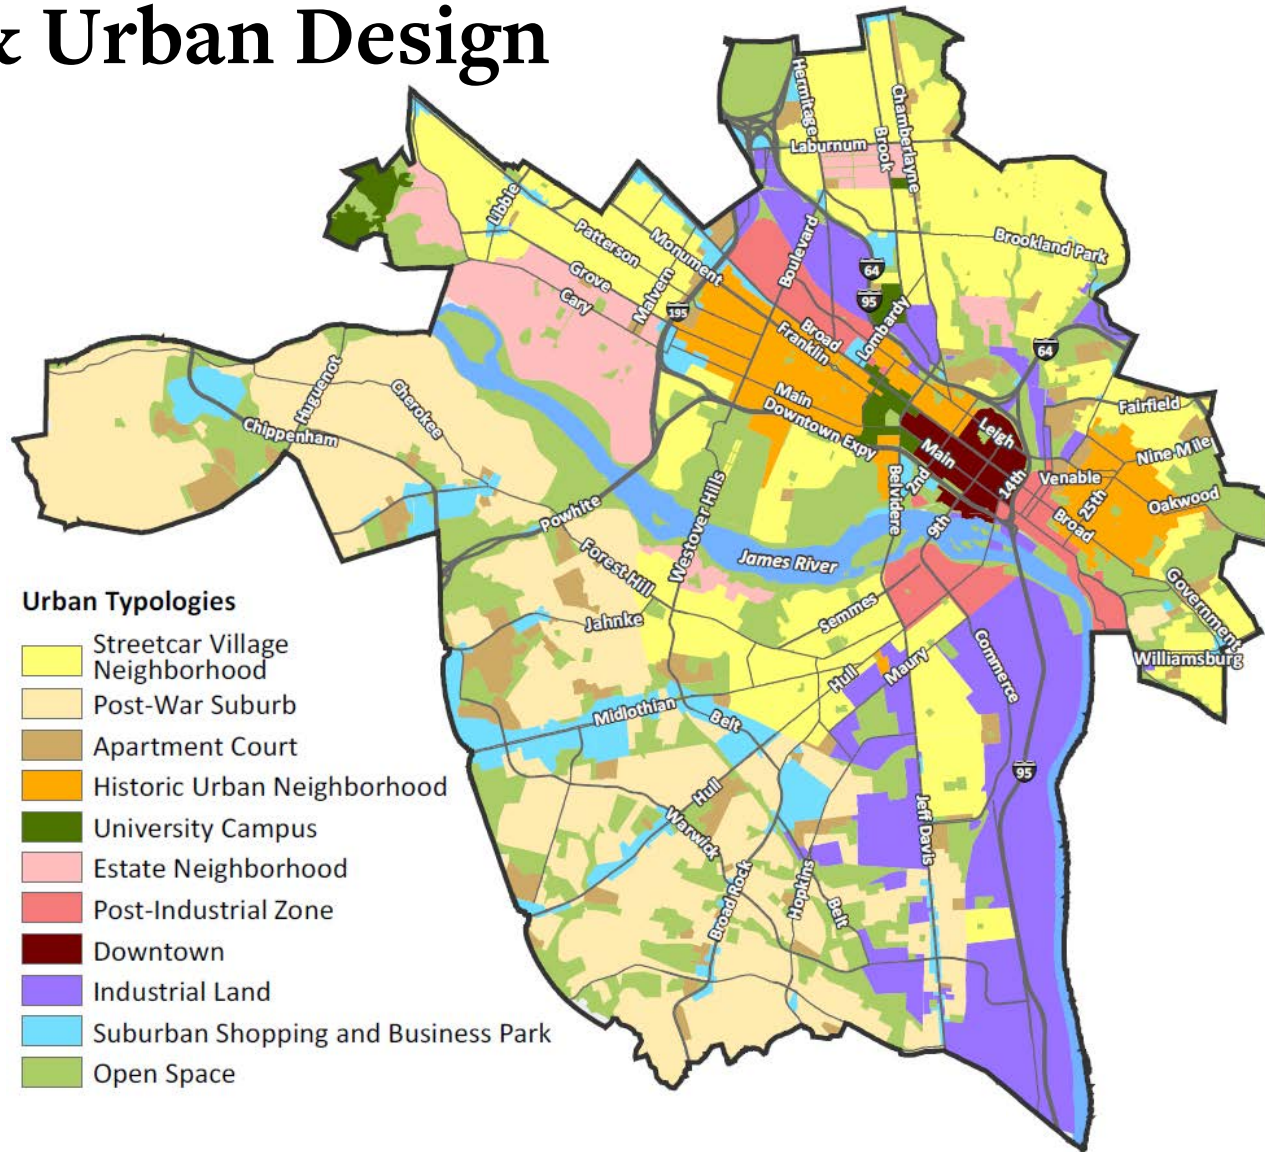 & Urban Design
Hermitage
Chamberlayne
Brook
Laburnum
Libbie
Patterson
Monument
Boulevard
Brookland Park
Grove
Cary
Malvern
64
95
195
Lombardy
Broad
Franklin
64
Huguenot
Cherokee
Chippenham
Main
Downtown Expy
Leigh
Main
Fairfield
Nine Mile
Belvidere
2nd
14th
Venable
25th
Oakwood
Broad
Powhite
Westover Hills
9th
James River
Forest Hill
Government
Jahnke
Semmes
Williamsburg
Hull
Maury
Commerce
Midlothian
Belt
95
Hull
Warwick
Jeff Davis
Broad Rock
Hopkins
Belt
Urban Typologies
Streetcar Village
Neighborhood
Post-War Suburb
Apartment Court
Historic Urban Neighborhood
University Campus
Estate Neighborhood
Post-Industrial Zone
Downtown
Industrial Land
Suburban Shopping and Business Park
Open Space